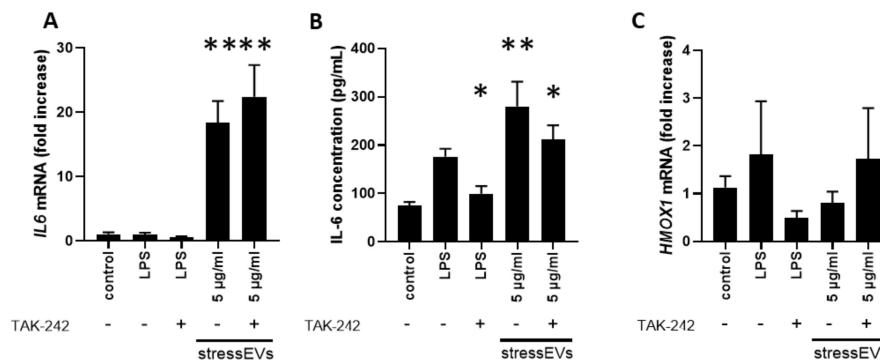 A
IL6 mRNA (fold increase)
30
20
10
0
****
control
LPS
LPS
5 µg/ml
5 µg/ml
TAK-242 - - + - +
stressEVs
B
IL-6 concentration (pg/mL)
400
300
200
100
0
*
**
*
control
LPS
LPS
5 µg/ml
5 µg/ml
TAK-242 - - + - +
stressEVs
C
HMOX1 mRNA (fold increase)
4
3
2
1
0
control
LPS
LPS
5 µg/ml
5 µg/ml
TAK-242 - - + - +
stressEVs